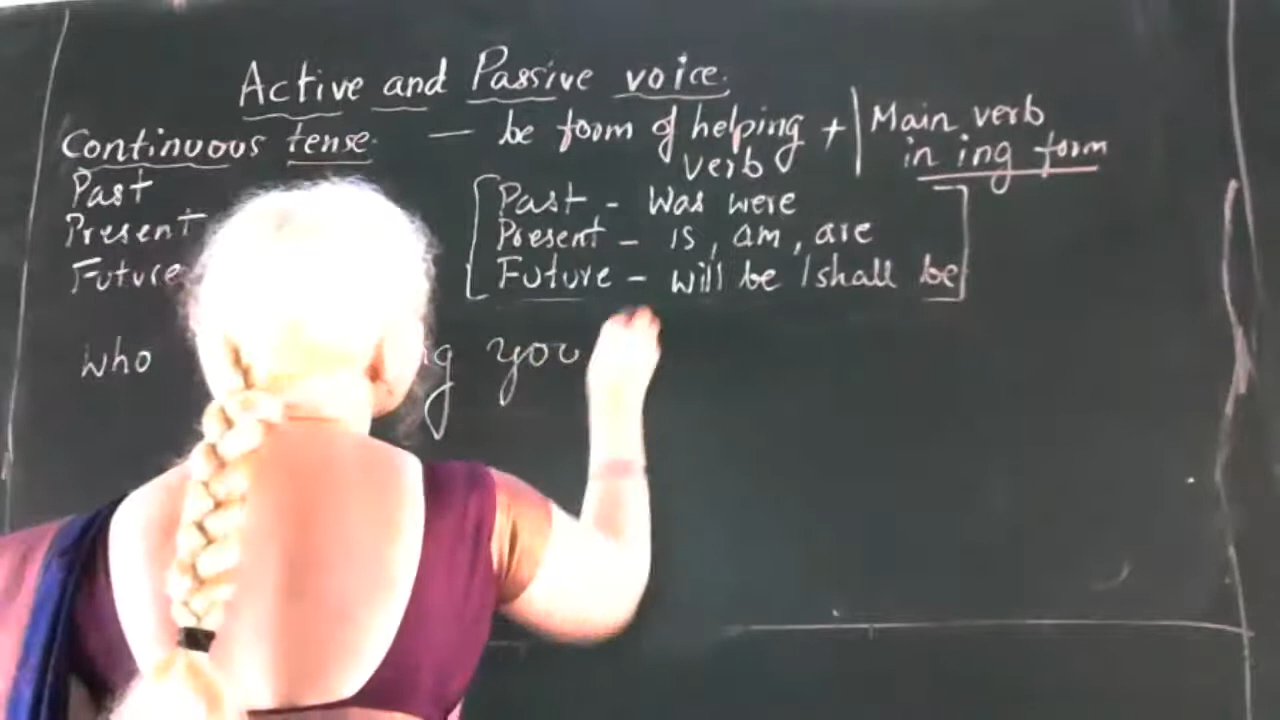 Active and Passive voice.
Continuous tense. — be form of helping verb + | Main verb in ing form
Past
Present
Future
[Past - Was were
Present - is, am, are
Future - will be / shall be]
who you